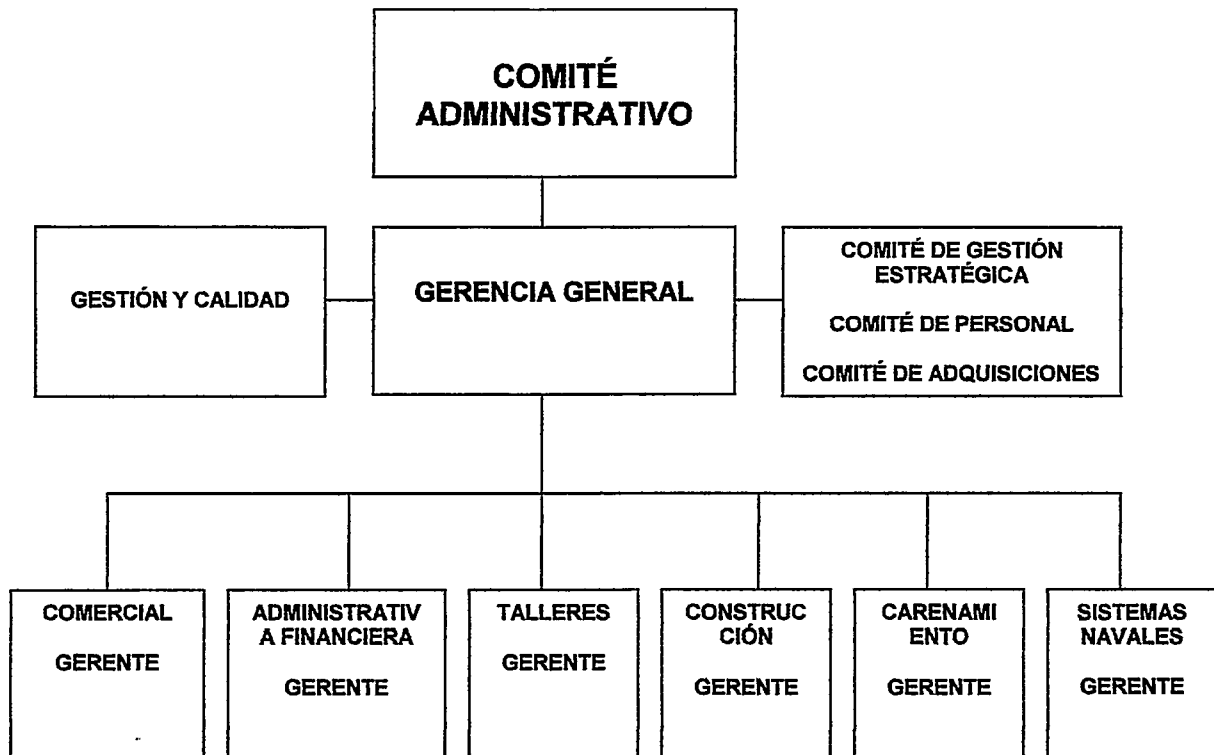 COMITÉ
ADMINISTRATIVO
GESTIÓN Y CALIDAD
GERENCIA GENERAL
COMITÉ DE GESTIÓN
ESTRATÉGICA
COMITÉ DE PERSONAL
COMITÉ DE ADQUISICIONES
COMERCIAL
GERENTE
ADMINISTRATIV
A FINANCIERA
GERENTE
TALLERES
GERENTE
CONSTRUC
CIÓN
GERENTE
CARENAMI
ENTO
GERENTE
SISTEMAS
NAVALES
GERENTE